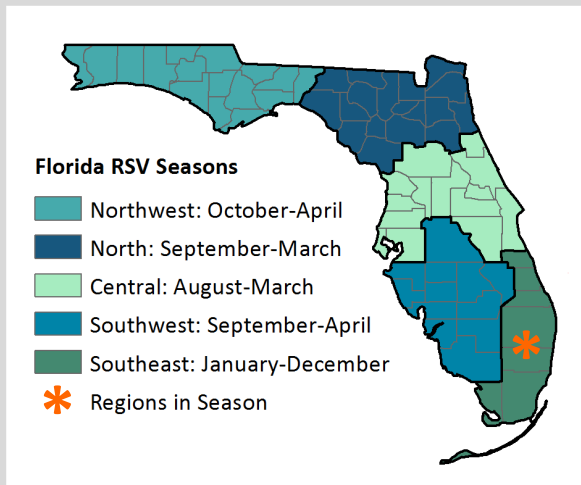 Florida RSV Seasons
Northwest: October-April
North: September-March
Central: August-March
Southwest: September-April
Southeast: January-December
Regions in Season